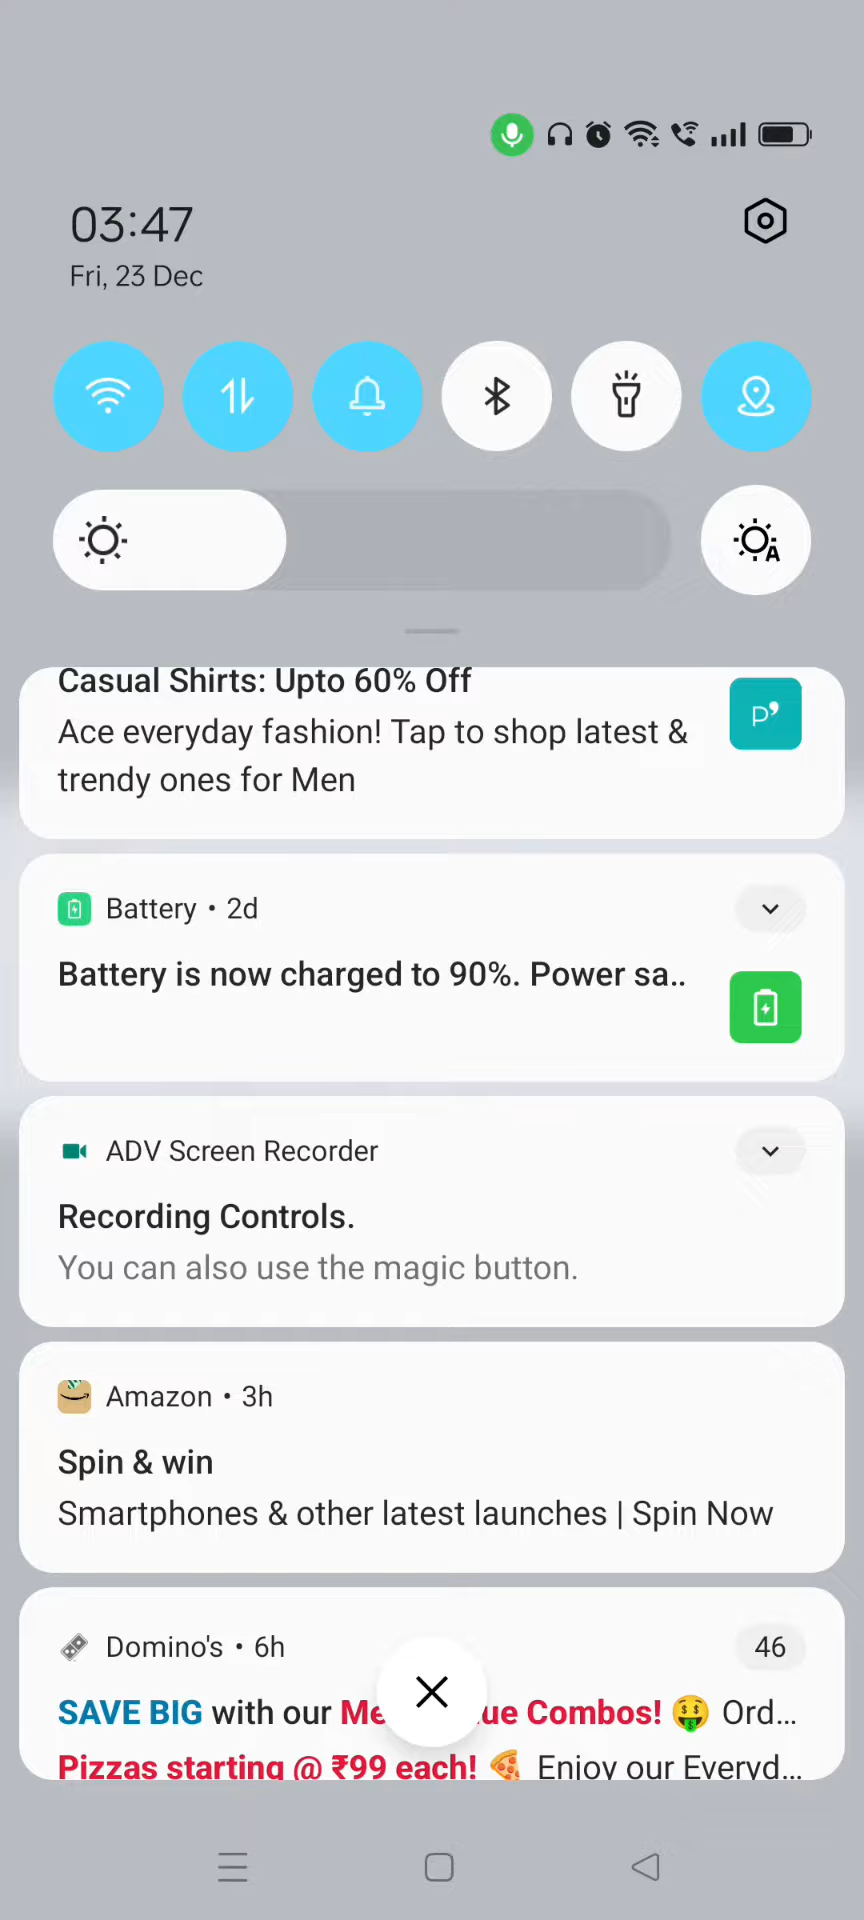 03:47
Fri, 23 Dec
A
Casual Shirts: Upto 60% Off
Ace everyday fashion! Tap to shop latest &
trendy ones for Men
P
Battery • 2d
Battery is now charged to 90%. Power sa..
ADV Screen Recorder
Recording Controls.
You can also use the magic button.
Amazon • 3h
Spin & win
Smartphones & other latest launches | Spin Now
Domino's • 6h
46
SAVE BIG with our Combos! 🤑 Ord...
Pizzas starting @ ₹99 each! 🍕 Enjoy our Everyd...